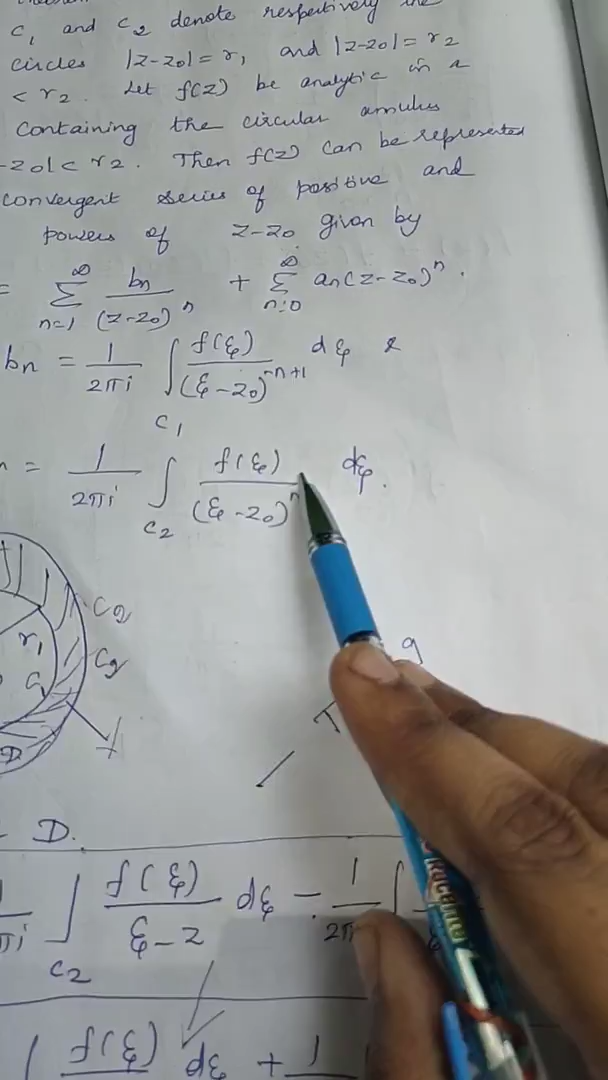 C₁ and C₂ denote respectively the
circles |z-z₀| = r₁ and |z-z₀| = r₂
< r₂. Let f(z) be analytic in a
containing the circular annulus
-z₀| < r₂. Then f(z) can be represented
convergent series of positive and
powers of z-z₀ given by
= ∑_{n=1}^{∞} bₙ/(z-z₀)ⁿ + ∑_{n=0}^{∞} aₙ(z-z₀)ⁿ.
bₙ = 1/2πi ∫_{C₁} f(ξ)/(ξ-z₀)^{-n+1} dξ &
= 1/2πi ∫_{C₂} f(ξ)/(ξ-z₀)ⁿ dξ.
C₂
r₁ Cg
C₁
D
D.
∫_{C₂} f(ξ)/ξ-z dξ = 1/2πi ∫
∫ f(ξ) dξ + 1